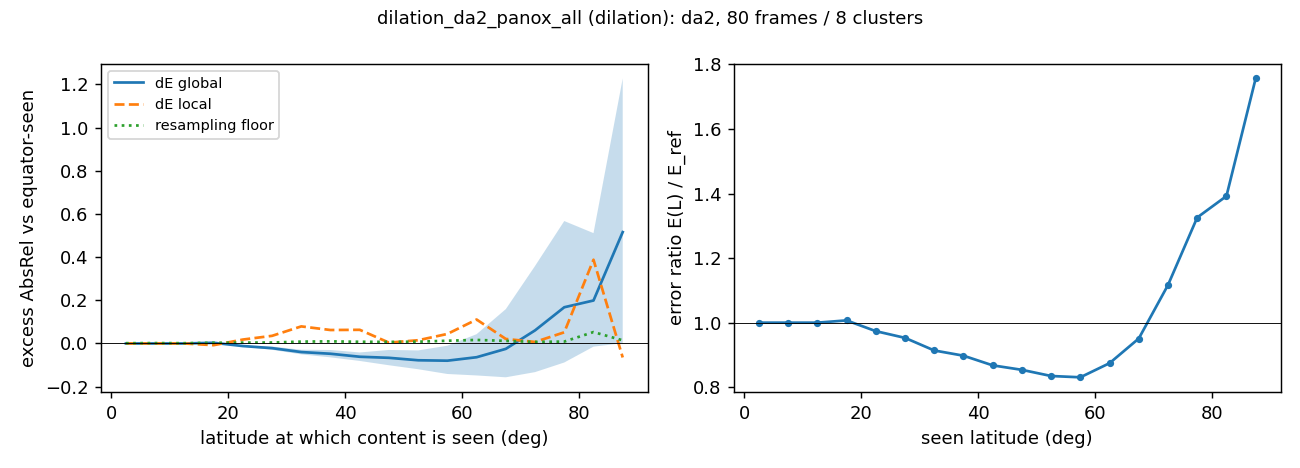 dilation_da2_panox_all (dilation): da2, 80 frames / 8 clusters
excess AbsRel vs equator-seen
1.2
1.0
0.8
0.6
0.4
0.2
0.0
−0.2
dE global
dE local
resampling floor
0 20 40 60 80
latitude at which content is seen (deg)
error ratio E(L) / E_ref
1.8
1.6
1.4
1.2
1.0
0.8
0 20 40 60 80
seen latitude (deg)